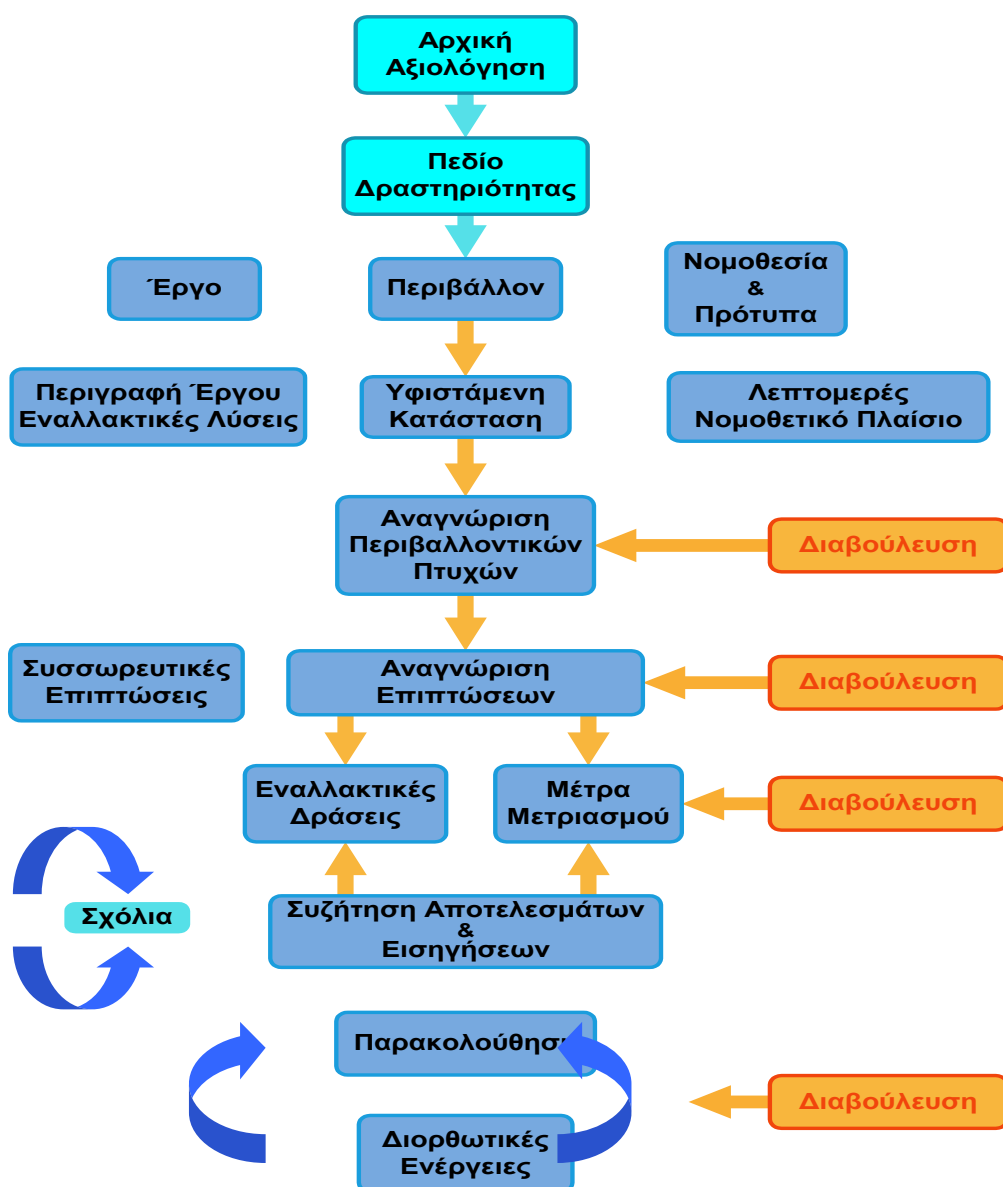 Αρχική
Αξιολόγηση
Πεδίο
Δραστηριότητας
Έργο
Περιβάλλον
Νομοθεσία
&
Πρότυπα
Περιγραφή Έργου
Εναλλακτικές Λύσεις
Υφιστάμενη
Κατάσταση
Λεπτομερές
Νομοθετικό Πλαίσιο
Αναγνώριση
Περιβαλλοντικών
Πτυχών
Διαβούλευση
Συσσωρευτικές
Επιπτώσεις
Αναγνώριση
Επιπτώσεων
Διαβούλευση
Εναλλακτικές
Δράσεις
Μέτρα
Μετριασμού
Διαβούλευση
Σχόλια
Συζήτηση Αποτελεσμάτων
&
Εισηγήσεων
Παρακολούθηση
Διορθωτικές
Ενέργειες
Διαβούλευση